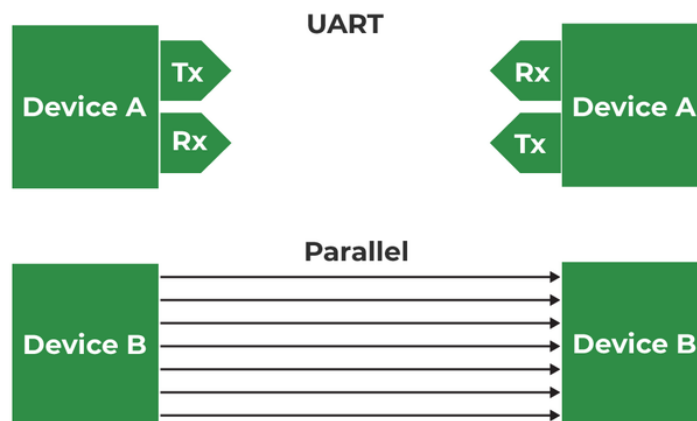 UART
Device A
Tx
Rx
Rx
Tx
Device A
Parallel
Device B
Device B